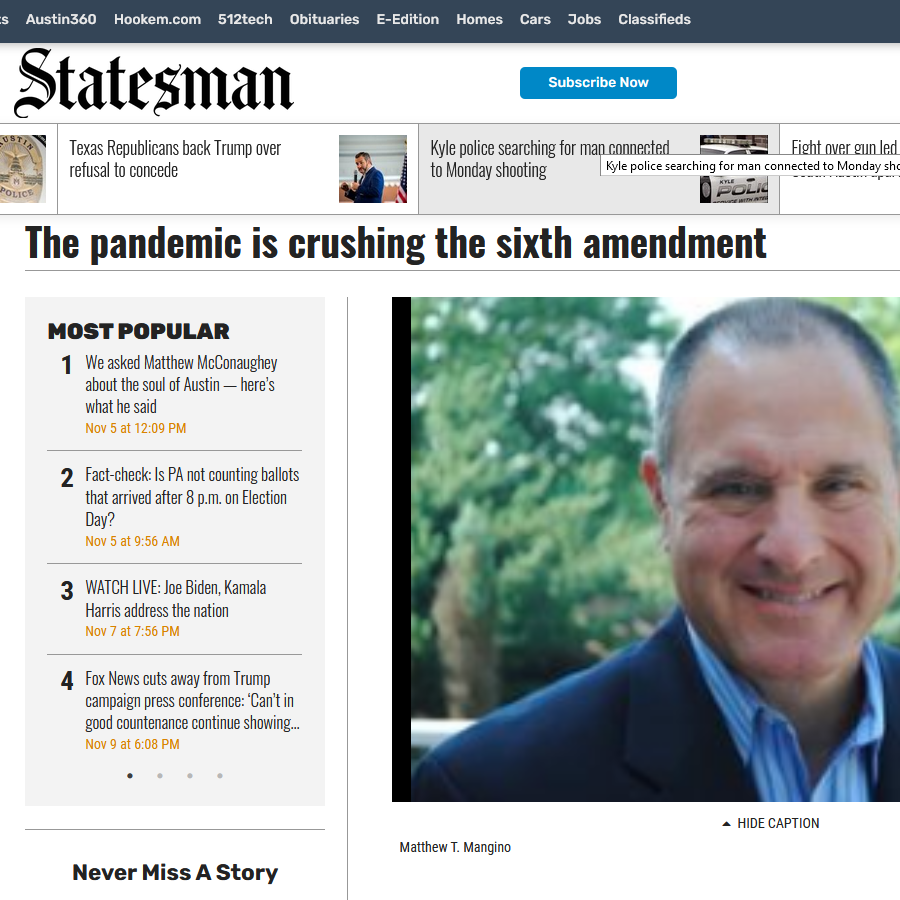 Austin360 Hookem.com 512tech Obituaries E-Edition Homes Cars Jobs Classifieds
Statesman
Subscribe Now
Texas Republicans back Trump over
refusal to concede
Kyle police searching for man connected
to Monday shooting
POLICE
KYLE
Kyle police searching for man connected to Monday sho
Fight over gun led
The pandemic is crushing the sixth amendment
MOST POPULAR
1 We asked Matthew McConaughey
about the soul of Austin — here's
what he said
Nov 5 at 12:09 PM
2 Fact-check: Is PA not counting ballots
that arrived after 8 p.m. on Election
Day?
Nov 5 at 9:56 AM
3 WATCH LIVE: Joe Biden, Kamala
Harris address the nation
Nov 7 at 7:56 PM
4 Fox News cuts away from Trump
campaign press conference: ‘Can’t in
good countenance continue showing...
Nov 9 at 6:08 PM
HIDE CAPTION
Matthew T. Mangino
Never Miss A Story